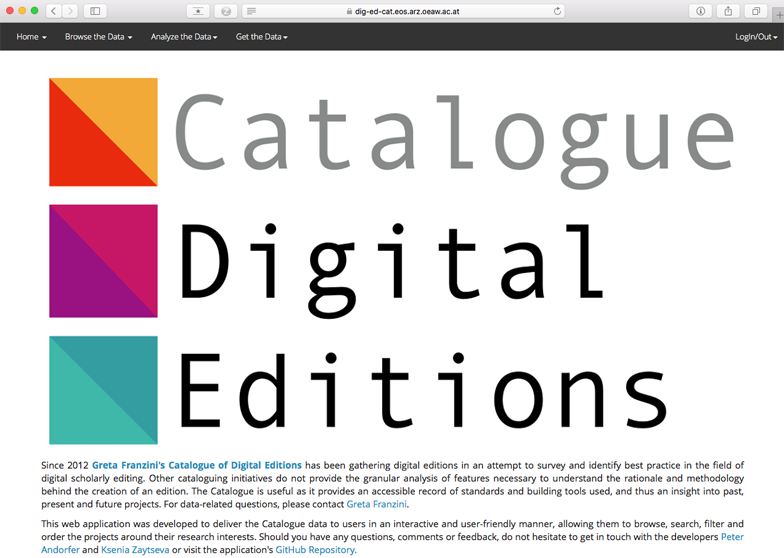 dig-ed-cat.eos.arz.oeaw.ac.at
Home Browse the Data Analyze the Data Get the Data LogIn/Out
Catalogue
Digital
Editions
Since 2012 Greta Franzini's Catalogue of Digital Editions has been gathering digital editions in an attempt to survey and identify best practice in the field of
digital scholarly editing. Other cataloguing initiatives do not provide the granular analysis of features necessary to understand the rationale and methodology
behind the creation of an edition. The Catalogue is useful as it provides an accessible record of standards and building tools used, and thus an insight into past,
present and future projects. For data-related questions, please contact Greta Franzini.
This web application was developed to deliver the Catalogue data to users in an interactive and user-friendly manner, allowing them to browse, search, filter and
order the projects around their research interests. Should you have any questions, comments or feedback, do not hesitate to get in touch with the developers Peter
Andorfer and Ksenia Zaytseva or visit the application's GitHub Repository.